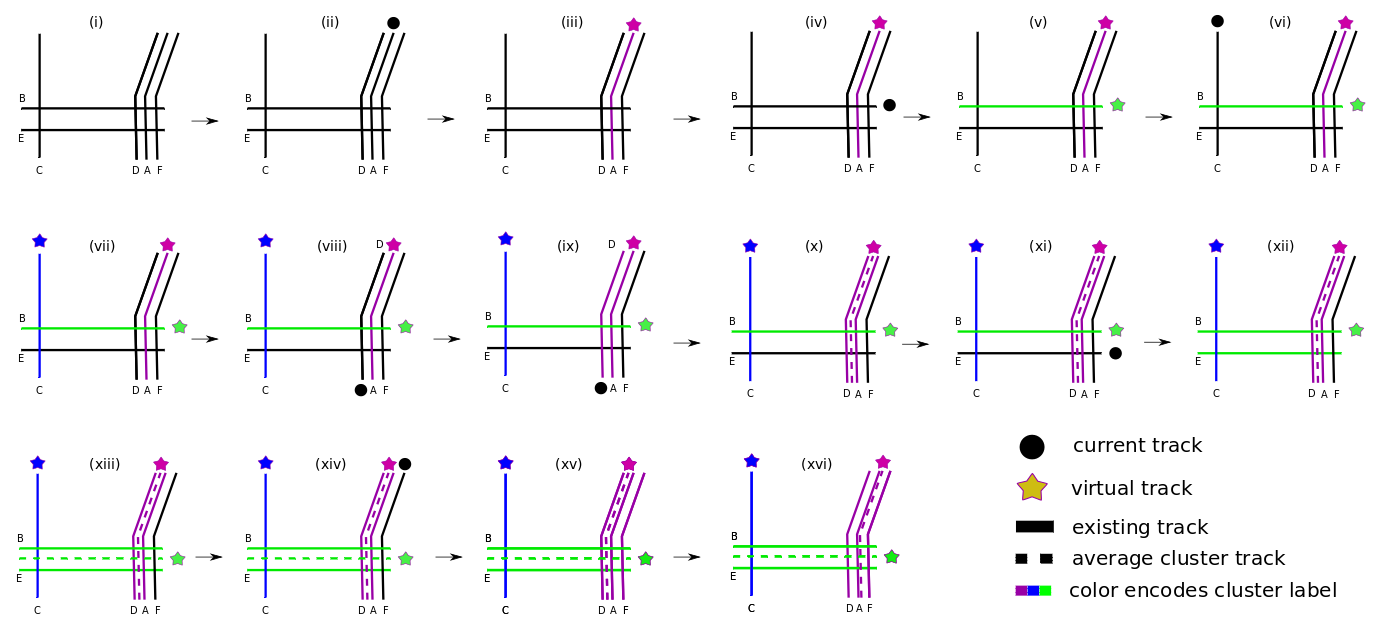 (i) (ii) (iii) (iv) (v) (vi)
B B B B B B
E E E E E E
C D A F C D A F C D A F C D A F C D A F C D A F
(vii) (viii) D (ix) D (x) (xi) (xii)
B B B B B B
E E E E E E
C D A F C A F C A F C D A F C D A F C D A F
(xiii) (xiv) (xv) (xvi)
B B B B
E E E E
C D A F C D A F C D A F C D A F
current track
virtual track
existing track
average cluster track
color encodes cluster label